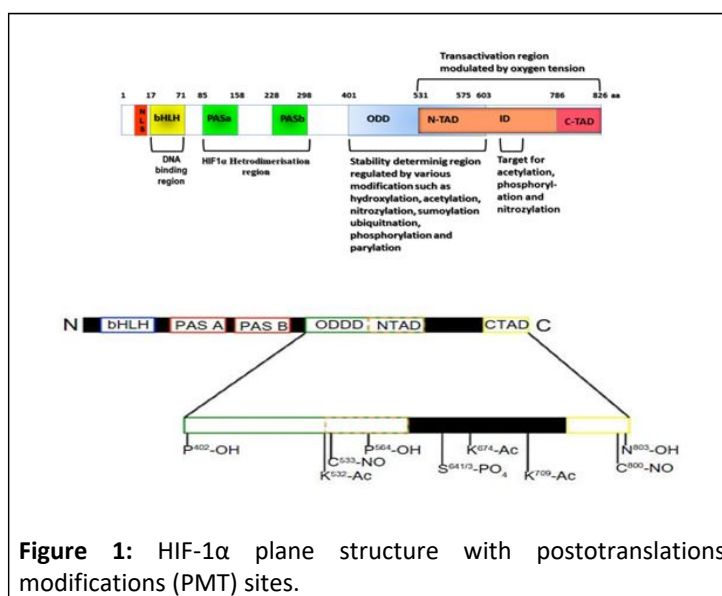 Transactivation region
modulated by oxygen tension
1 17 71 85 158 228 298 401 531 575 603 786 826 aa
NLS bHLH PASa PASb ODD N-TAD ID C-TAD
DNA
binding
region
HIF1α Hetrodimerisation
region
Stability determing region
regulated by various
modification such as
hydroxylation, acetylation,
nitrozylation, sumoylation
ubiquitnation,
phosphorylation and
parylation
Target for
acetylation,
phosphoryl-
ation and
nitrozylation
N bHLH PAS A PAS B ODDD NTAD CTAD C
P402-OH C533-NO P564-OH K674-Ac N803-OH
K532-Ac S641/3-PO4 K709-Ac C800-NO
Figure 1: HIF-1α plane structure with postotranslations
modifications (PMT) sites.